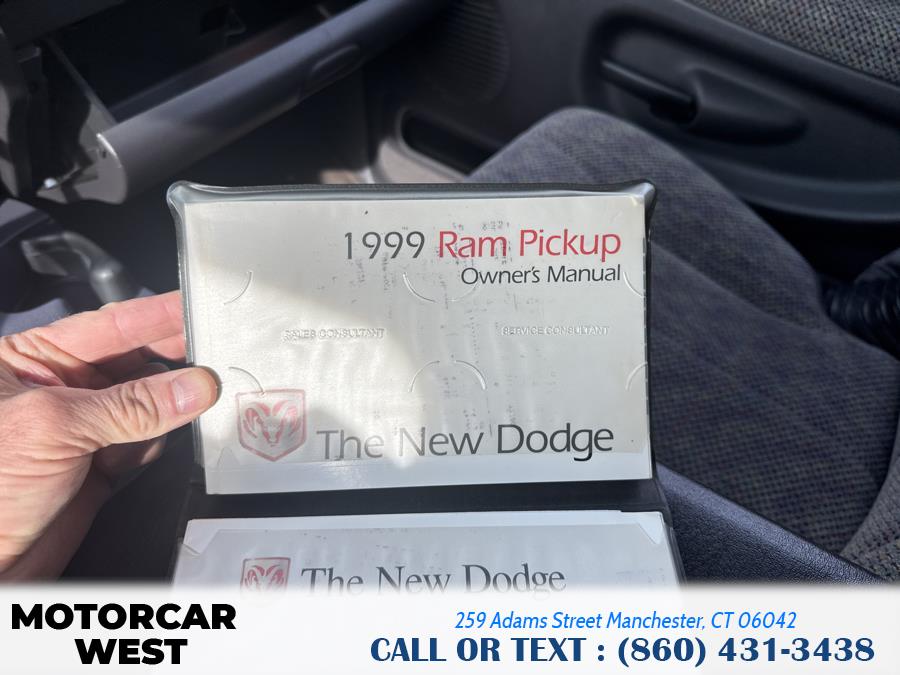 1999 Ram Pickup
Owner's Manual
SALES CONSULTANT
SERVICE CONSULTANT
The New Dodge
The New Dodge
MOTORCAR
WEST
259 Adams Street Manchester, CT 06042
CALL OR TEXT : (860) 431-3438